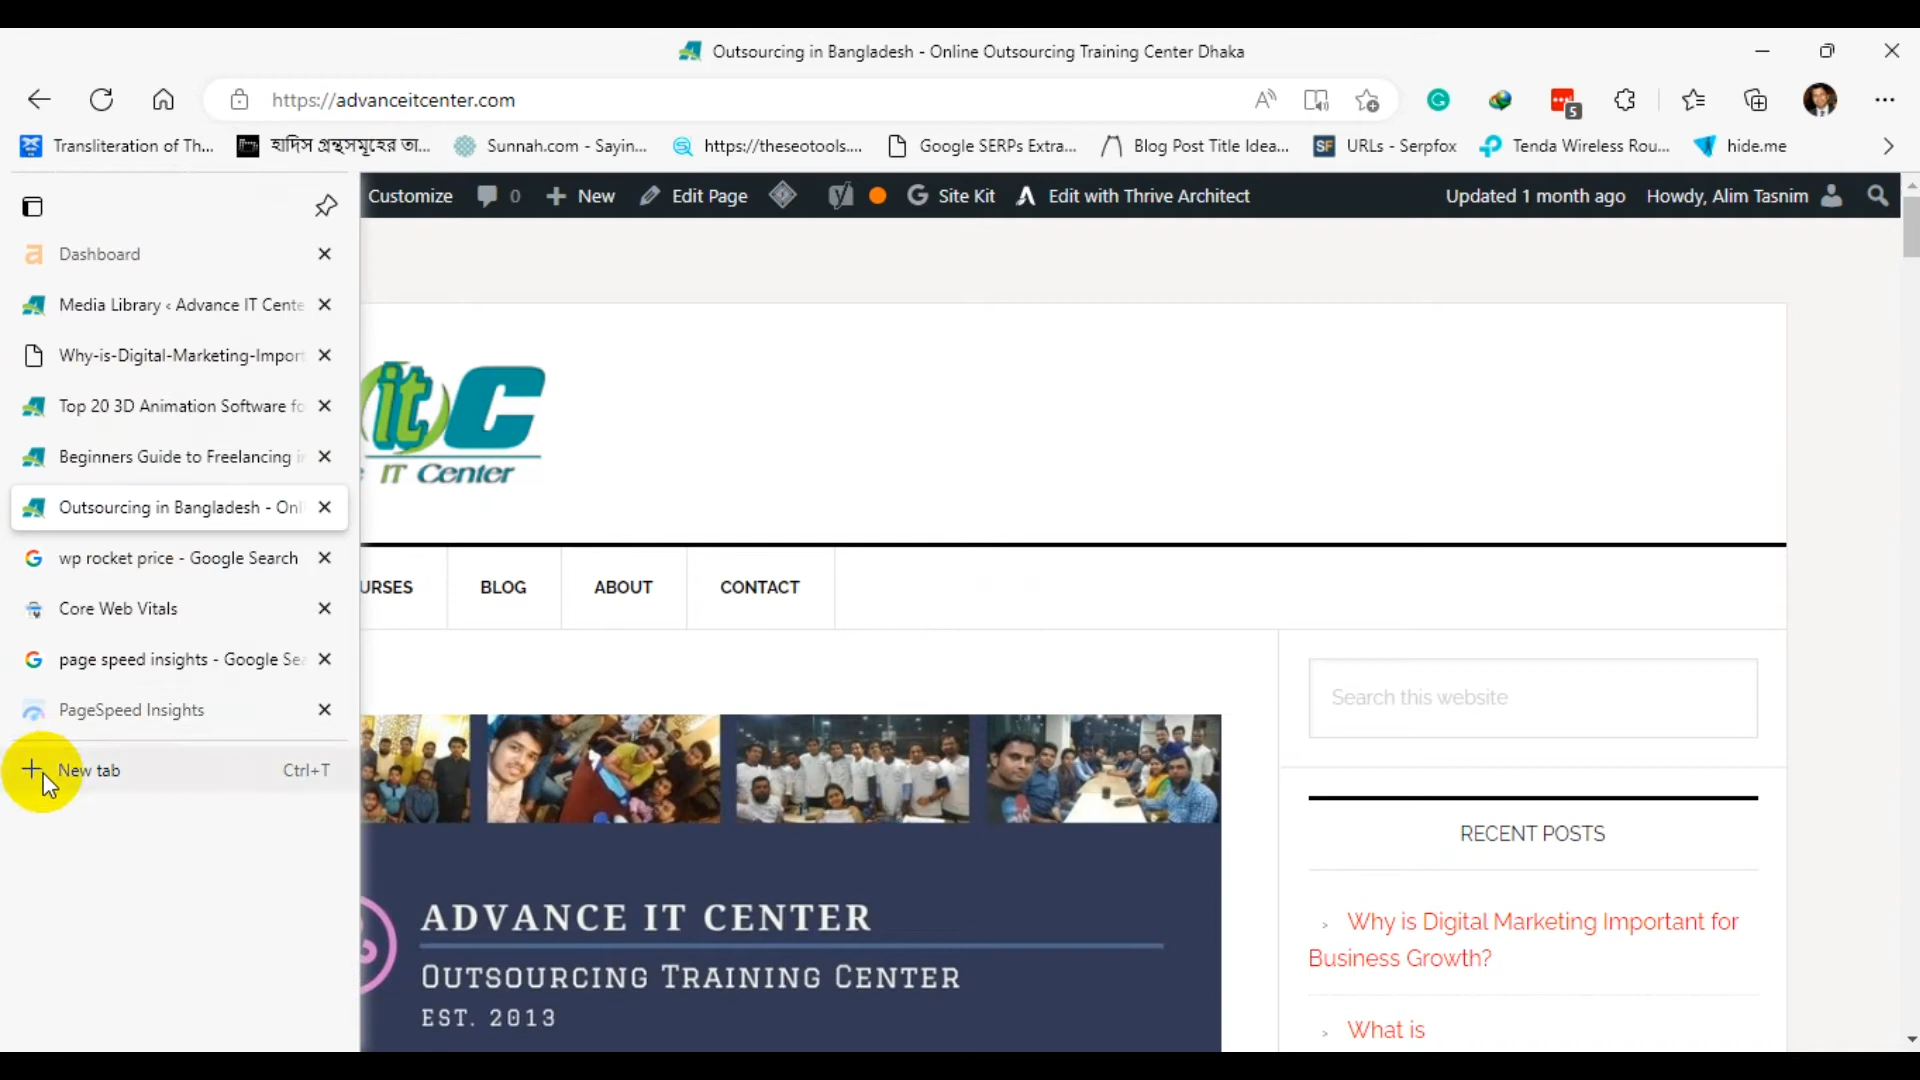 Outsourcing in Bangladesh - Online Outsourcing Training Center Dhaka
https://advanceitcenter.com
5
Transliteration of Th...
হাদিস গ্রন্থসমূহের তা...
Sunnah.com - Sayin...
https://theseotools....
Google SERPs Extra...
Blog Post Title Idea...
SF URLs - Serpfox
Tenda Wireless Rou...
hide.me
Customize
0
New
Edit Page
Site Kit
Edit with Thrive Architect
Updated 1 month ago
Howdy, Alim Tasnim
Dashboard
Media Library ‹ Advance IT Cente
Why-is-Digital-Marketing-Import
Top 20 3D Animation Software fo
Beginners Guide to Freelancing in
Outsourcing in Bangladesh - Onl
wp rocket price - Google Search
Core Web Vitals
page speed insights - Google Sea
PageSpeed Insights
New tab
Ctrl+T
it C
IT Center
URSES
BLOG
ABOUT
CONTACT
Search this website
RECENT POSTS
Why is Digital Marketing Important for
Business Growth?
What is
ADVANCE IT CENTER
OUTSOURCING TRAINING CENTER
EST. 2013